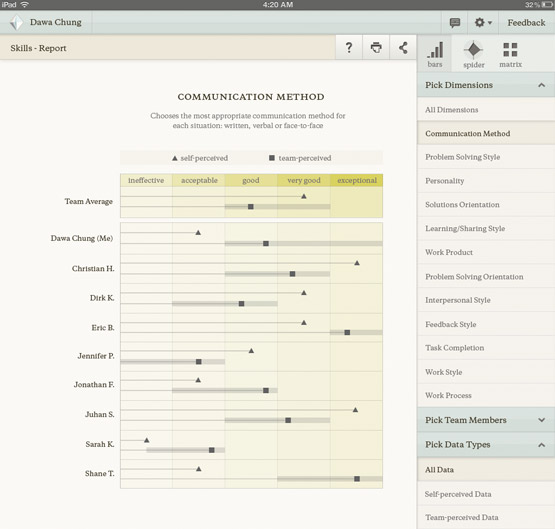 iPad
4:20 AM
32%
Dawa Chung
Feedback
Skills - Report
?
bars
spider
matrix
COMMUNICATION METHOD
Chooses the most appropriate communication method for
each situation: written, verbal or face-to-face
self-perceived
team-perceived
ineffective
acceptable
good
very good
exceptional
Team Average
Dawa Chung (Me)
Christian H.
Dirk K.
Eric B.
Jennifer P.
Jonathan F.
Juhan S.
Sarah K.
Shane T.
Pick Dimensions
All Dimensions
Communication Method
Problem Solving Style
Personality
Solutions Orientation
Learning/Sharing Style
Work Product
Problem Solving Orientation
Interpersonal Style
Feedback Style
Task Completion
Work Style
Work Process
Pick Team Members
Pick Data Types
All Data
Self-perceived Data
Team-perceived Data